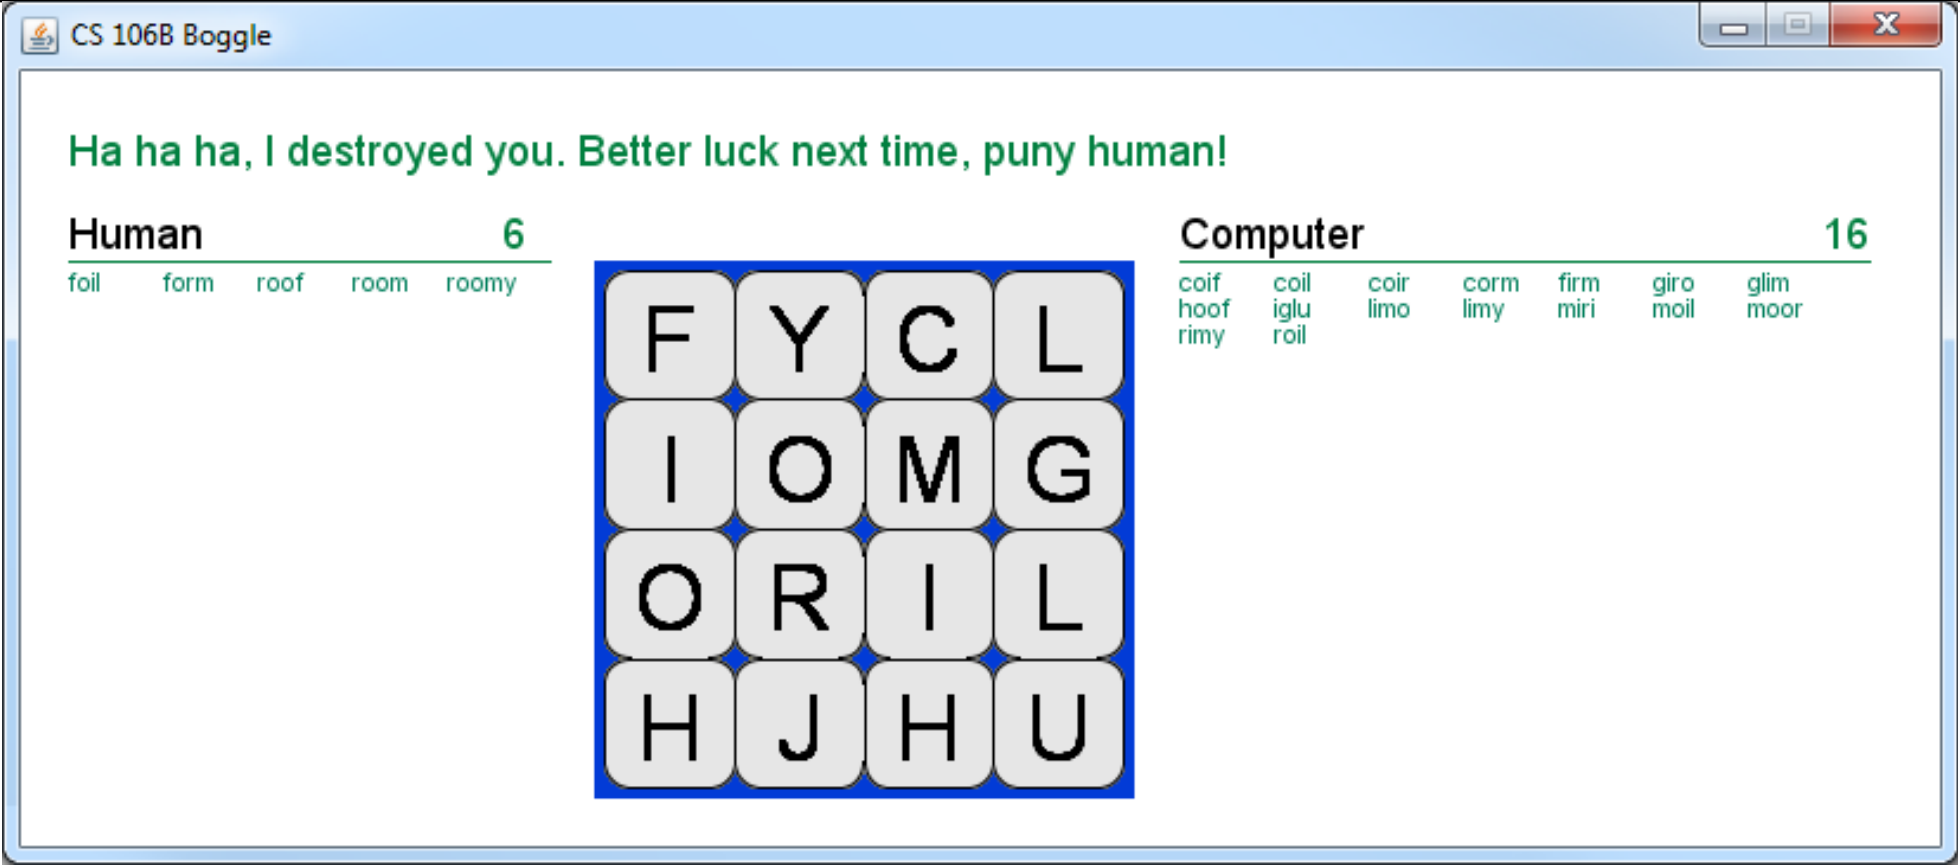 CS 106B Boggle
Ha ha ha, I destroyed you. Better luck next time, puny human!
Human 6
foil form roof room roomy
F Y C L
I O M G
O R I L
H J H U
Computer 16
coif coil coir corm firm giro glim
hoof iglu limo limy miri moil moor
rimy roil